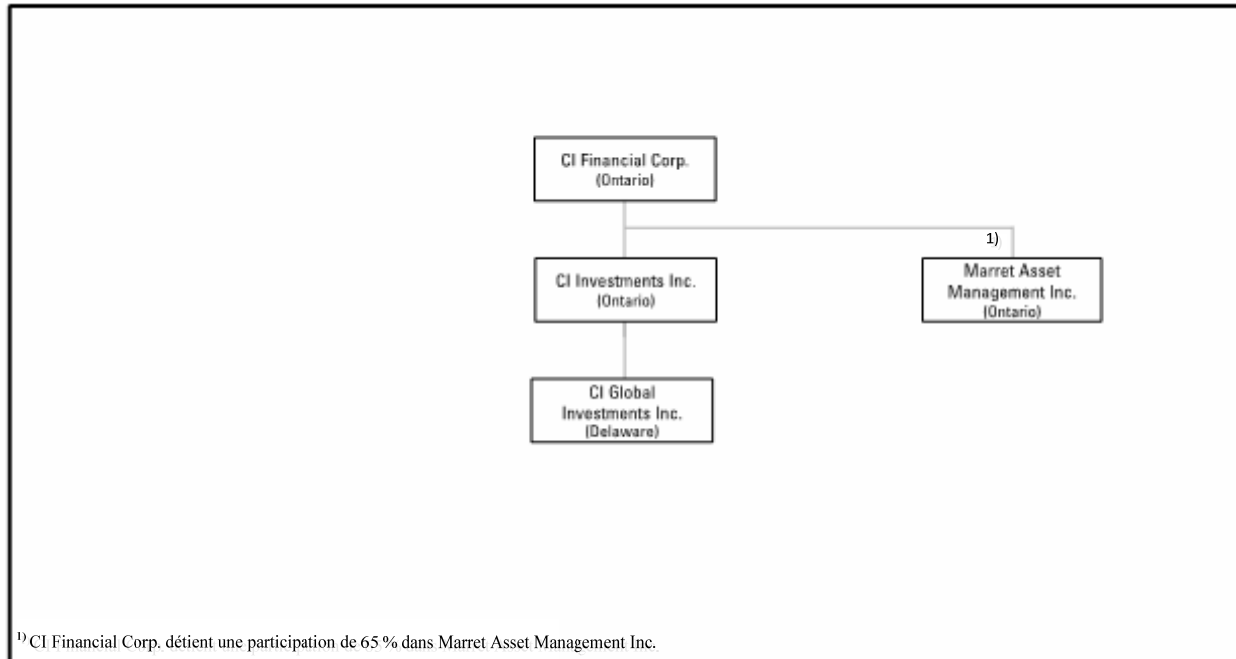 CI Financial Corp.
(Ontario)
1)
CI Investments Inc.
(Ontario)
Marret Asset
Management Inc.
(Ontario)
CI Global
Investments Inc.
(Delaware)
1) CI Financial Corp. détient une participation de 65 % dans Marret Asset Management Inc.